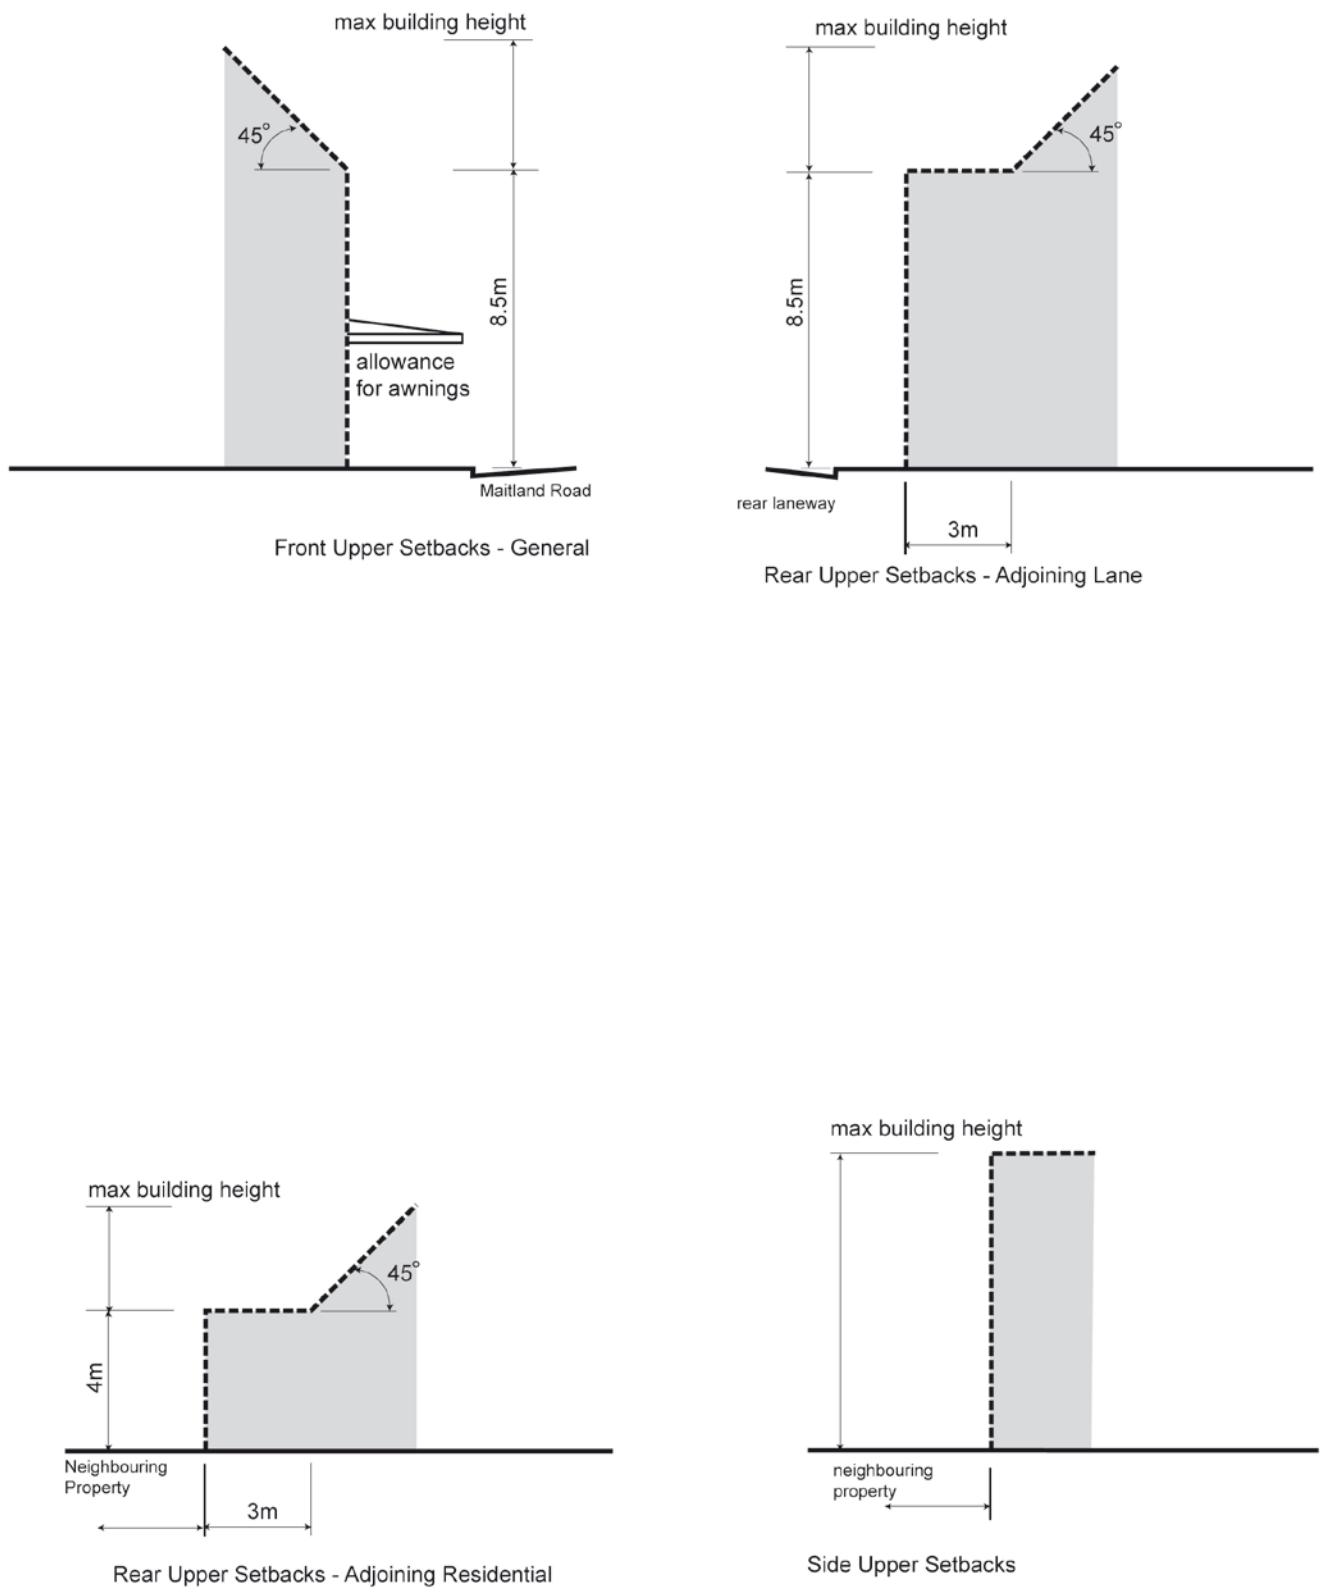 max building height
45°
8.5m
allowance
for awnings
Maitland Road
Front Upper Setbacks - General
max building height
45°
8.5m
rear laneway
3m
Rear Upper Setbacks - Adjoining Lane
max building height
45°
4m
Neighbouring
Property
3m
Rear Upper Setbacks - Adjoining Residential
max building height
neighbouring
property
Side Upper Setbacks